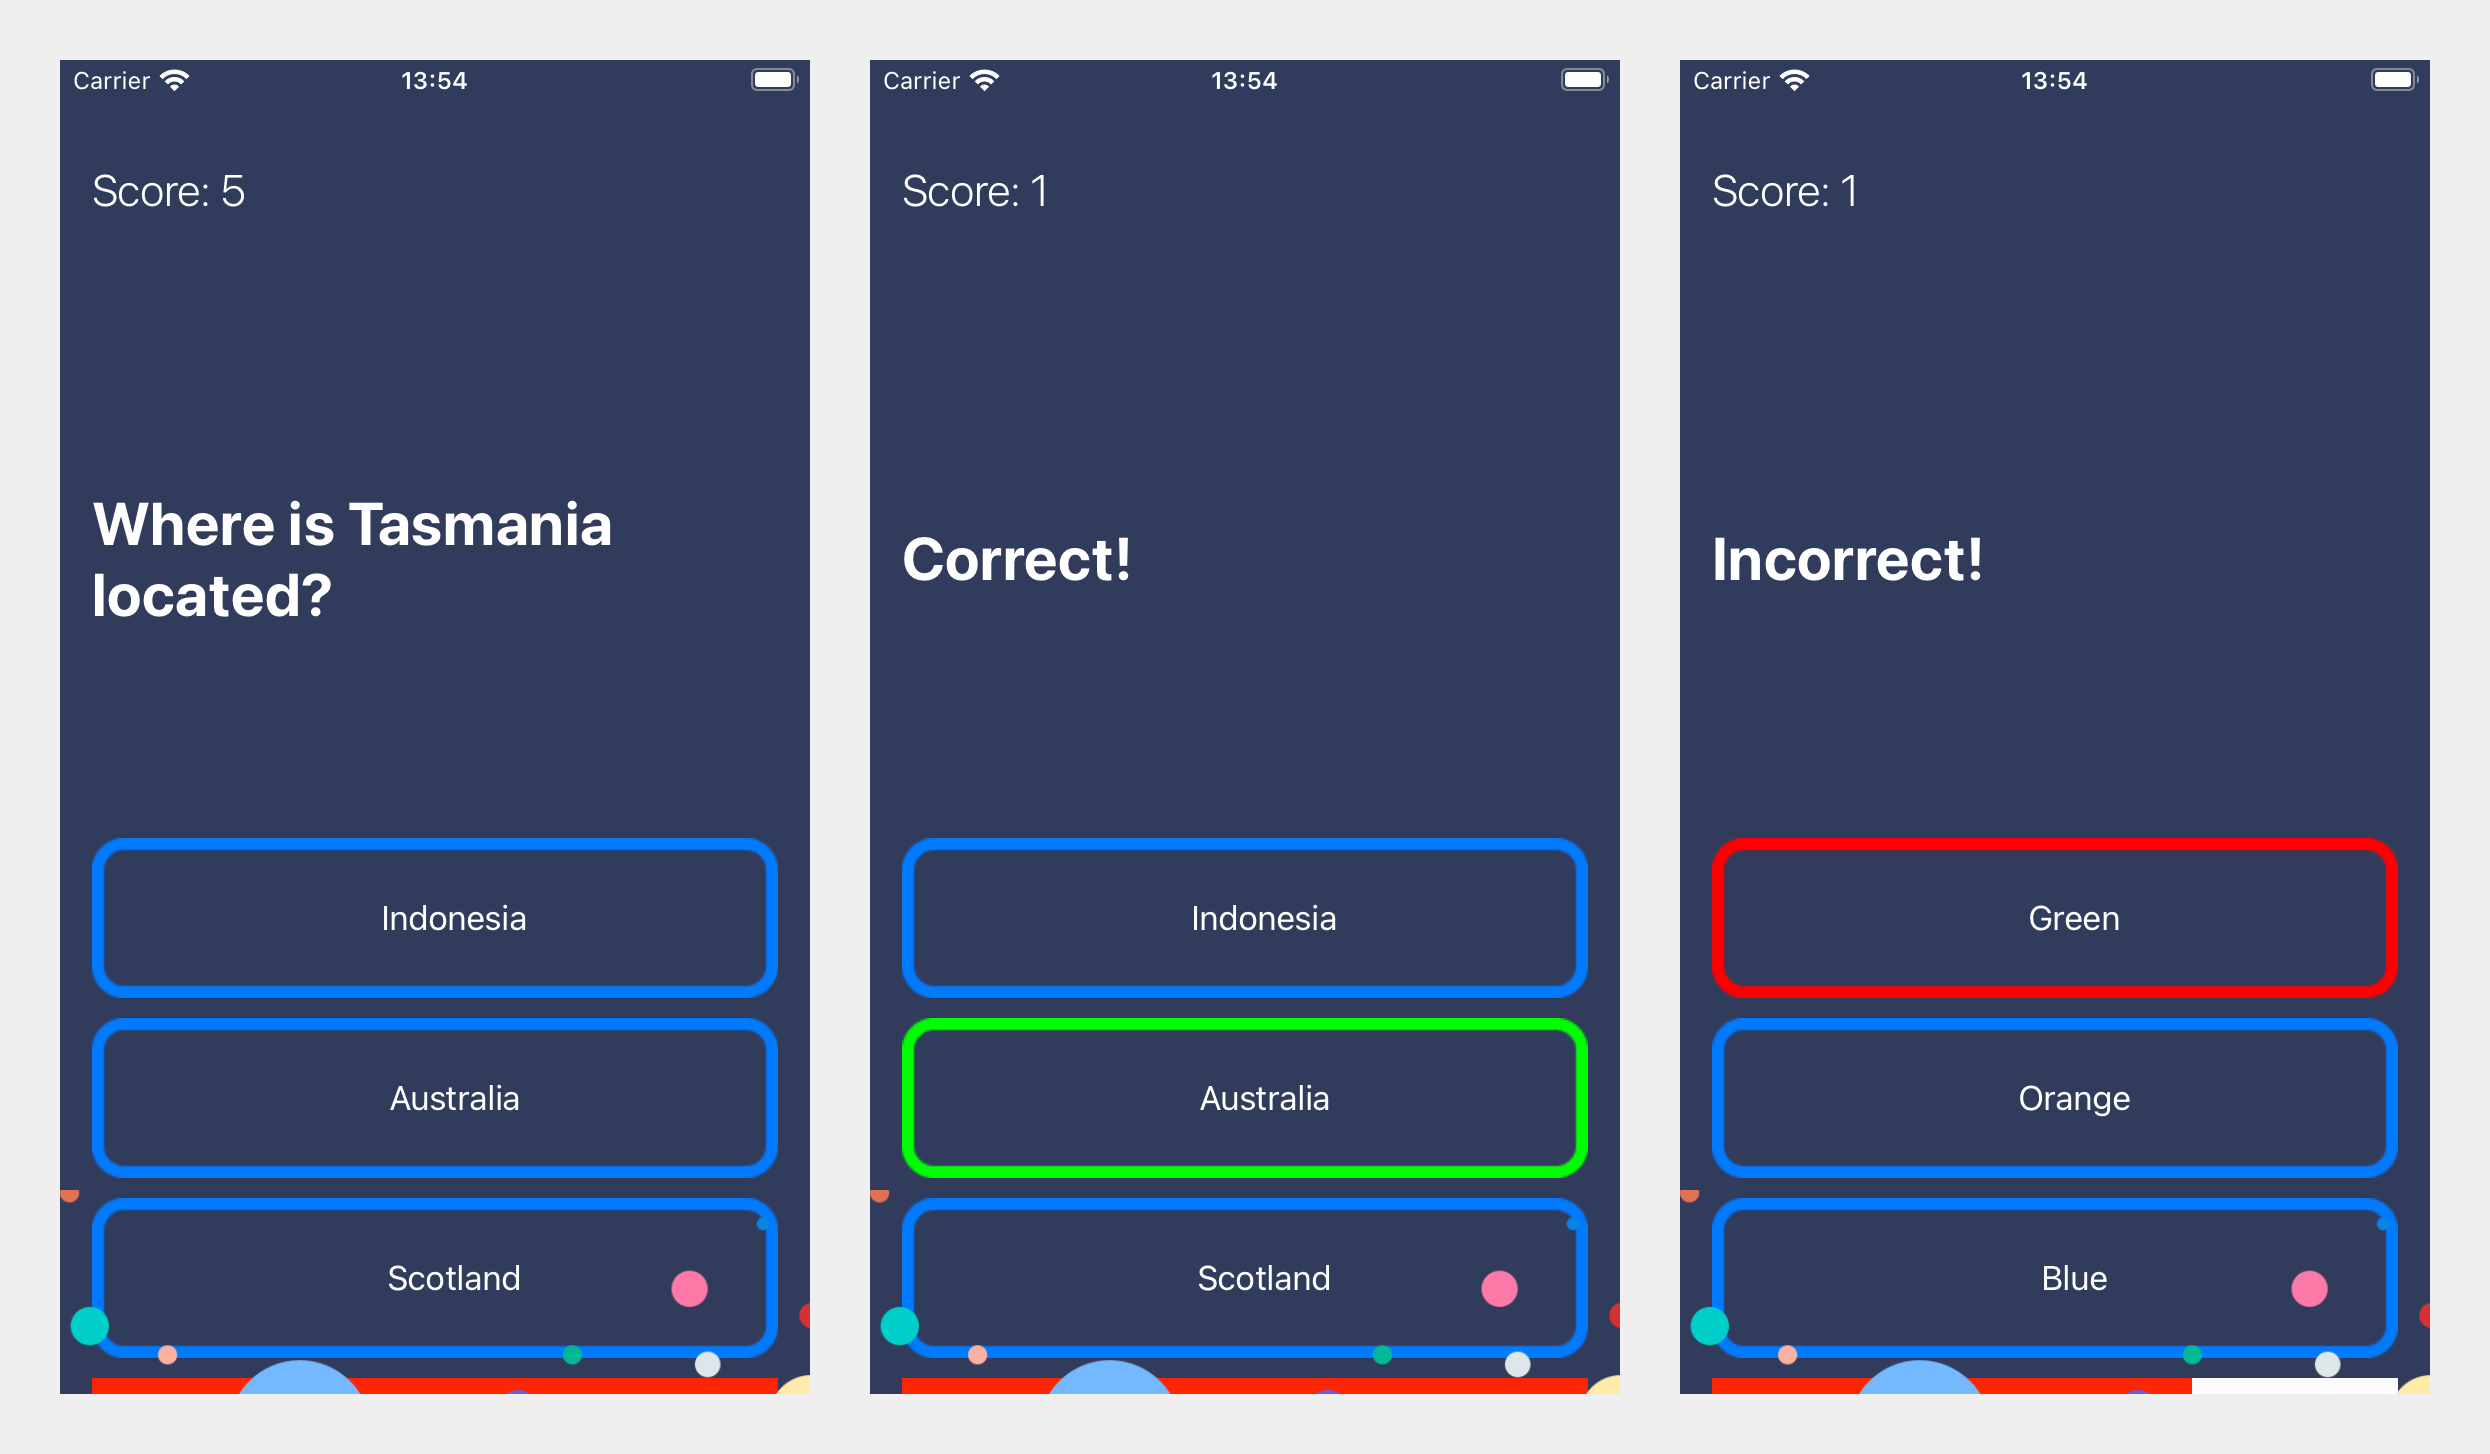 Carrier 13:54
Score: 5
Where is Tasmania
located?
Indonesia
Australia
Scotland
Carrier 13:54
Score: 1
Correct!
Indonesia
Australia
Scotland
Carrier 13:54
Score: 1
Incorrect!
Green
Orange
Blue